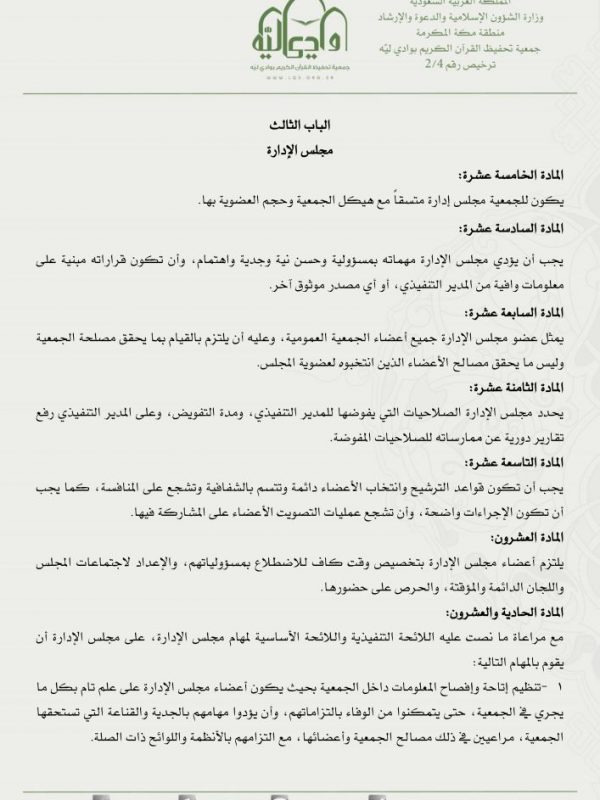 المملكة العربية السعودية
وزارة الشؤون الإسلامية والدعوة والإرشاد
منطقة مكة المكرمة
جمعية تحفيظ القرآن الكريم بوادي ليّه
ترخيص رقم 2/4
وادي ليّه
جمعية تحفيظ القرآن الكريم بوادي ليّه
WWW.LQS.ORG.SA
الباب الثالث
مجلس الإدارة
المادة الخامسة عشرة:
يكون للجمعية مجلس إدارة متسقاً مع هيكل الجمعية وحجم العضوية بها.
المادة السادسة عشرة:
يجب أن يؤدي مجلس الإدارة مهماته بمسؤولية وحسن نية وجدية واهتمام، وأن تكون قراراته مبنية على
معلومات وافية من المدير التنفيذي، أو أي مصدر موثوق آخر.
المادة السابعة عشرة:
يمثل عضو مجلس الإدارة جميع أعضاء الجمعية العمومية، وعليه أن يلتزم بالقيام بما يحقق مصلحة الجمعية
وليس ما يحقق مصالح الأعضاء الذين انتخبوه لعضوية المجلس.
المادة الثامنة عشرة:
يحدد مجلس الإدارة الصلاحيات التي يفوضها للمدير التنفيذي، ومدة التفويض، وعلى المدير التنفيذي رفع
تقارير دورية عن ممارساته للصلاحيات المفوضة.
المادة التاسعة عشرة:
يجب أن تكون قواعد الترشيح وانتخاب الأعضاء دائمة وتتسم بالشفافية وتشجع على المنافسة، كما يجب
أن تكون الإجراءات واضحة، وأن تشجع عمليات التصويت الأعضاء على المشاركة فيها.
المادة العشرون:
يلتزم أعضاء مجلس الإدارة بتخصيص وقت كاف للاضطلاع بمسؤولياتهم، والإعداد لاجتماعات المجلس
واللجان الدائمة والمؤقتة، والحرص على حضورها.
المادة الحادية والعشرون:
مع مراعاة ما نصت عليه اللائحة التنفيذية واللائحة الأساسية لمهام مجلس الإدارة، على مجلس الإدارة أن
يقوم بالمهام التالية:
١ -تنظيم إتاحة وإفصاح المعلومات داخل الجمعية بحيث يكون أعضاء مجلس الإدارة على علم تام بكل ما
يجري في الجمعية، حتى يتمكنوا من الوفاء بالتزاماتهم، وأن يؤدوا مهامهم بالجدية والقناعة التي تستحقها
الجمعية، مراعيين في ذلك مصالح الجمعية وأعضائها، مع التزامهم بالأنظمة واللوائح ذات الصلة.